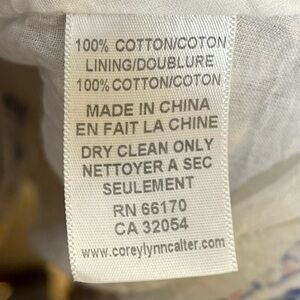 100% COTTON/COTON
LINING/DOUBLURE
100% COTTON/COTON
MADE IN CHINA
EN FAIT LA CHINE
DRY CLEAN ONLY
NETTOYER A SEC
SEULEMENT
RN 66170
CA 32054
www.coreylynncalter.com